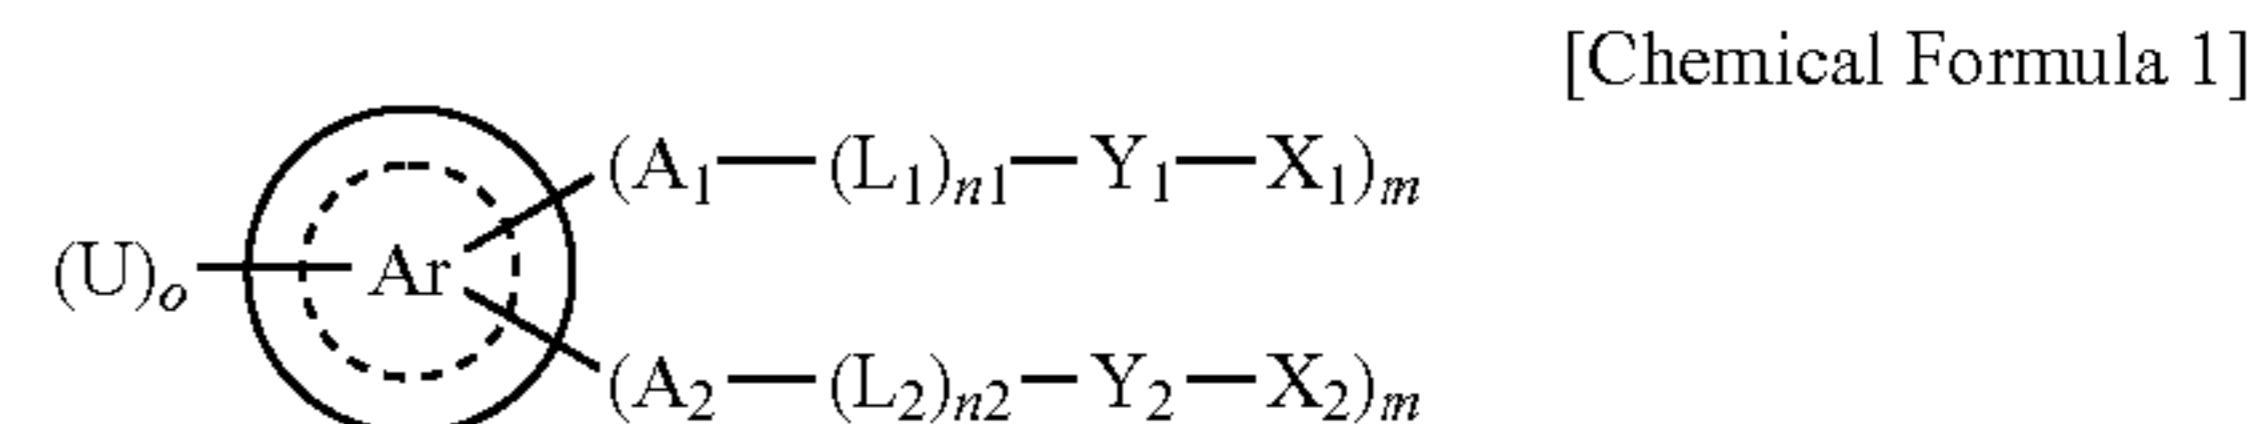 [Chemical Formula 1]
(A1—(L1)n1—Y1—X1)m
(U)o—Ar
(A2—(L2)n2—Y2—X2)m